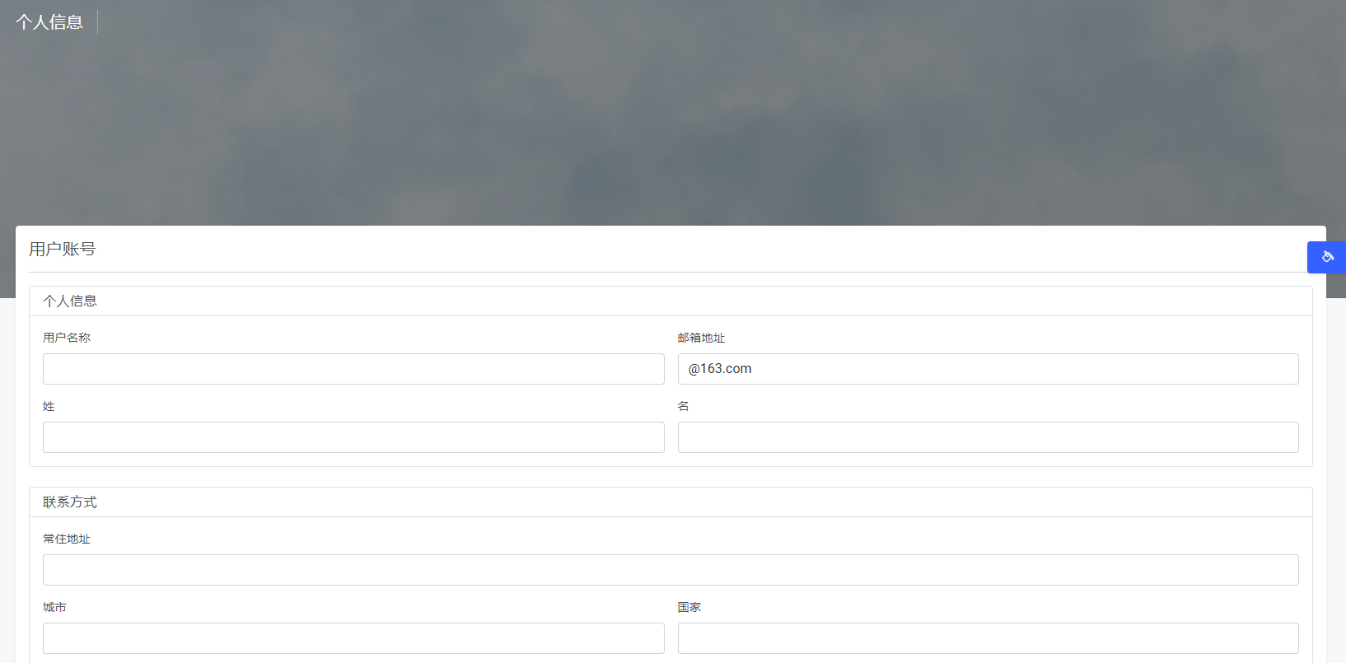 个人信息
用户账号
个人信息
用户名称
邮箱地址
@163.com
姓
名
联系方式
常住地址
城市
国家